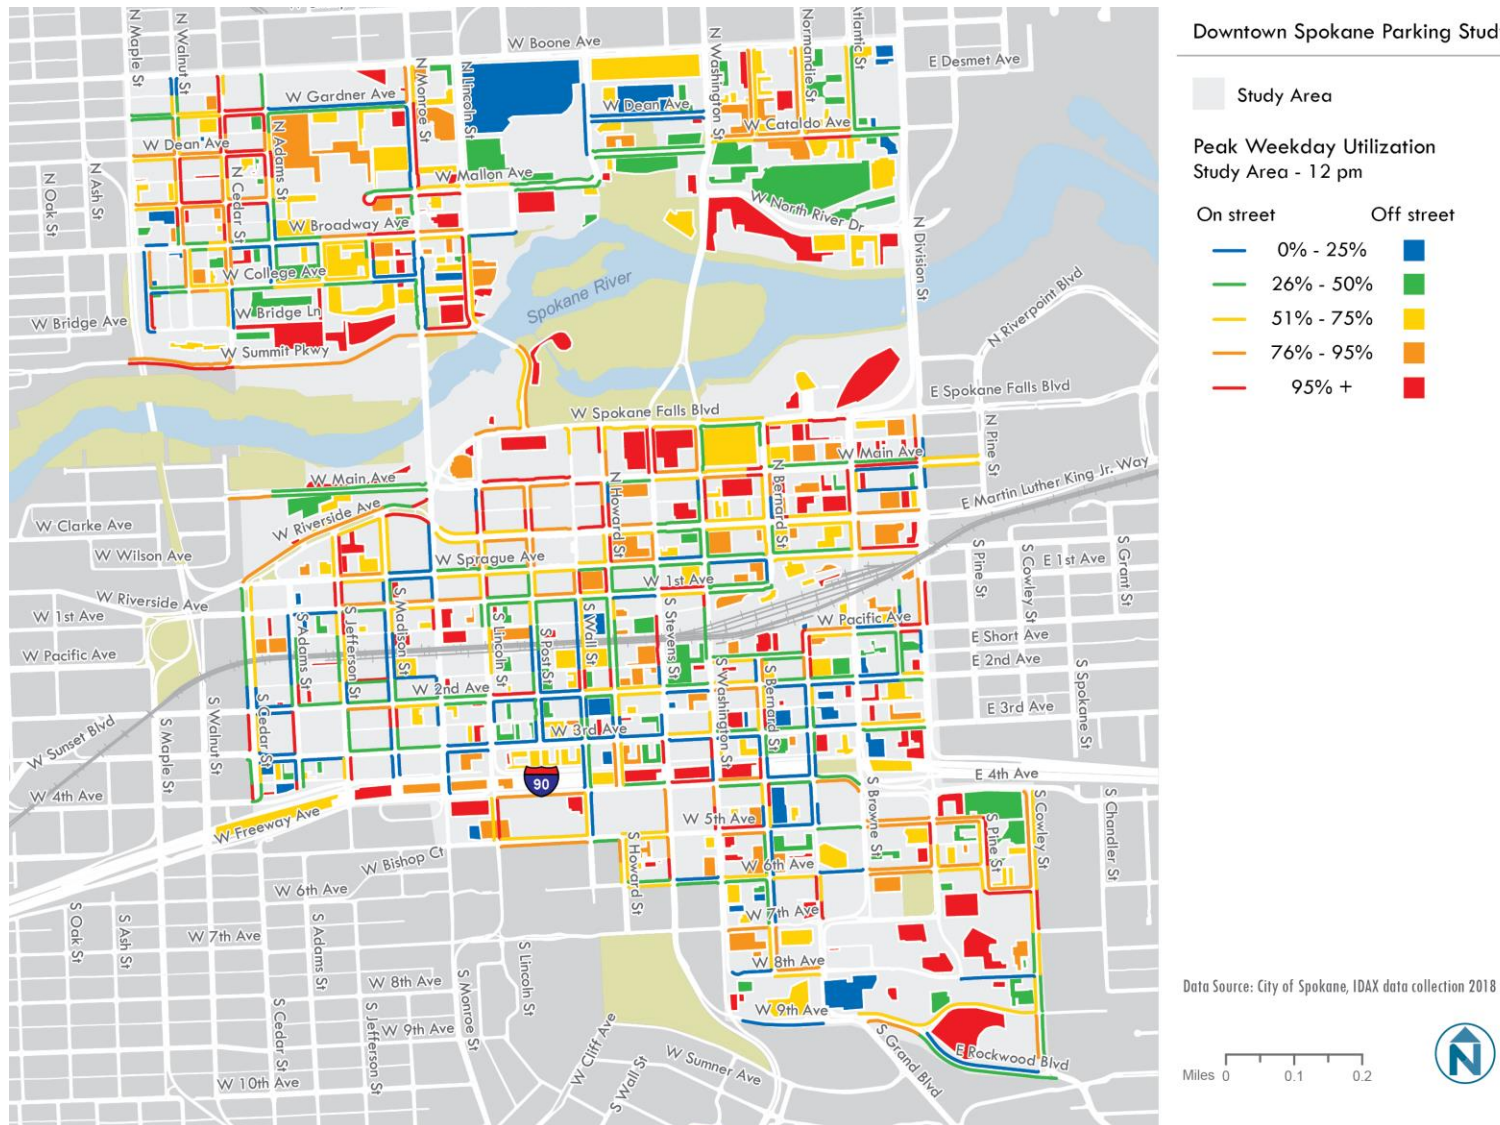 Downtown Spokane Parking Stud
Study Area
Peak Weekday Utilization
Study Area - 12 pm
On street Off street
0% - 25%
26% - 50%
51% - 75%
76% - 95%
95% +
Data Source: City of Spokane, IDAX data collection 2018
Miles 0 0.1 0.2
N
W Boone Ave
E Desmet Ave
N Maple St
N Walnut St
N Monroe St
N Lincoln St
N Washington St
Normandie St
Atlantic St
W Gardner Ave
W Dean Ave
W Cataldo Ave
W Dean Ave
N Adams St
N Cedar St
N Ash St
N Oak St
W Mallon Ave
W North River Dr
W Broadway Ave
N Division St
W College Ave
Spokane River
W Bridge Ln
W Bridge Ave
W Summit Pkwy
N Riverpoint Blvd
E Spokane Falls Blvd
W Spokane Falls Blvd
N Pine St
W Main Ave
W Main Ave
N Howard St
N Bernard St
E Martin Luther King Jr. Way
W Riverside Ave
W Clarke Ave
W Wilson Ave
W Sprague Ave
W 1st Ave
S Pine St
S Cowley St
E 1st Ave
S Grant St
W Riverside Ave
W 1st Ave
W Pacific Ave
S Adams St
S Jefferson St
S Madison St
S Lincoln St
S Post St
S Wall St
S Stevens St
W Pacific Ave
E Short Ave
E 2nd Ave
S Spokane St
W 2nd Ave
S Washington St
S Bernard St
E 3rd Ave
W 3rd Ave
S Cedar St
W Sunset Blvd
S Maple St
S Walnut St
90
E 4th Ave
W 4th Ave
W Freeway Ave
W 5th Ave
S Browne St
S Pine St
S Cowley St
S Chandler St
S Howard St
W Bishop Ct
W 6th Ave
W 6th Ave
S Oak St
S Ash St
W 7th Ave
S Adams St
W 7th Ave
W 8th Ave
S Monroe St
S Lincoln St
W 8th Ave
S Cedar St
S Jefferson St
W 9th Ave
W 9th Ave
S Grand Blvd
E Rockwood Blvd
W Cliff Ave
S Wall St
W Sumner Ave
W 10th Ave